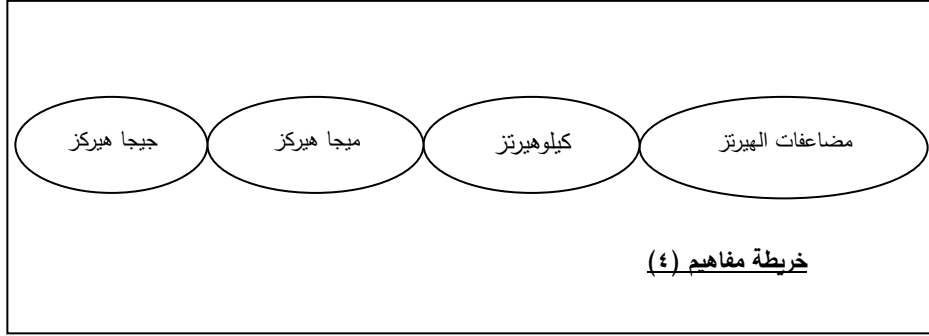 مضاعفات الهيرتز
كيلوهيرتز
ميجا هيركز
جيجا هيركز
خريطة مفاهيم (٤)